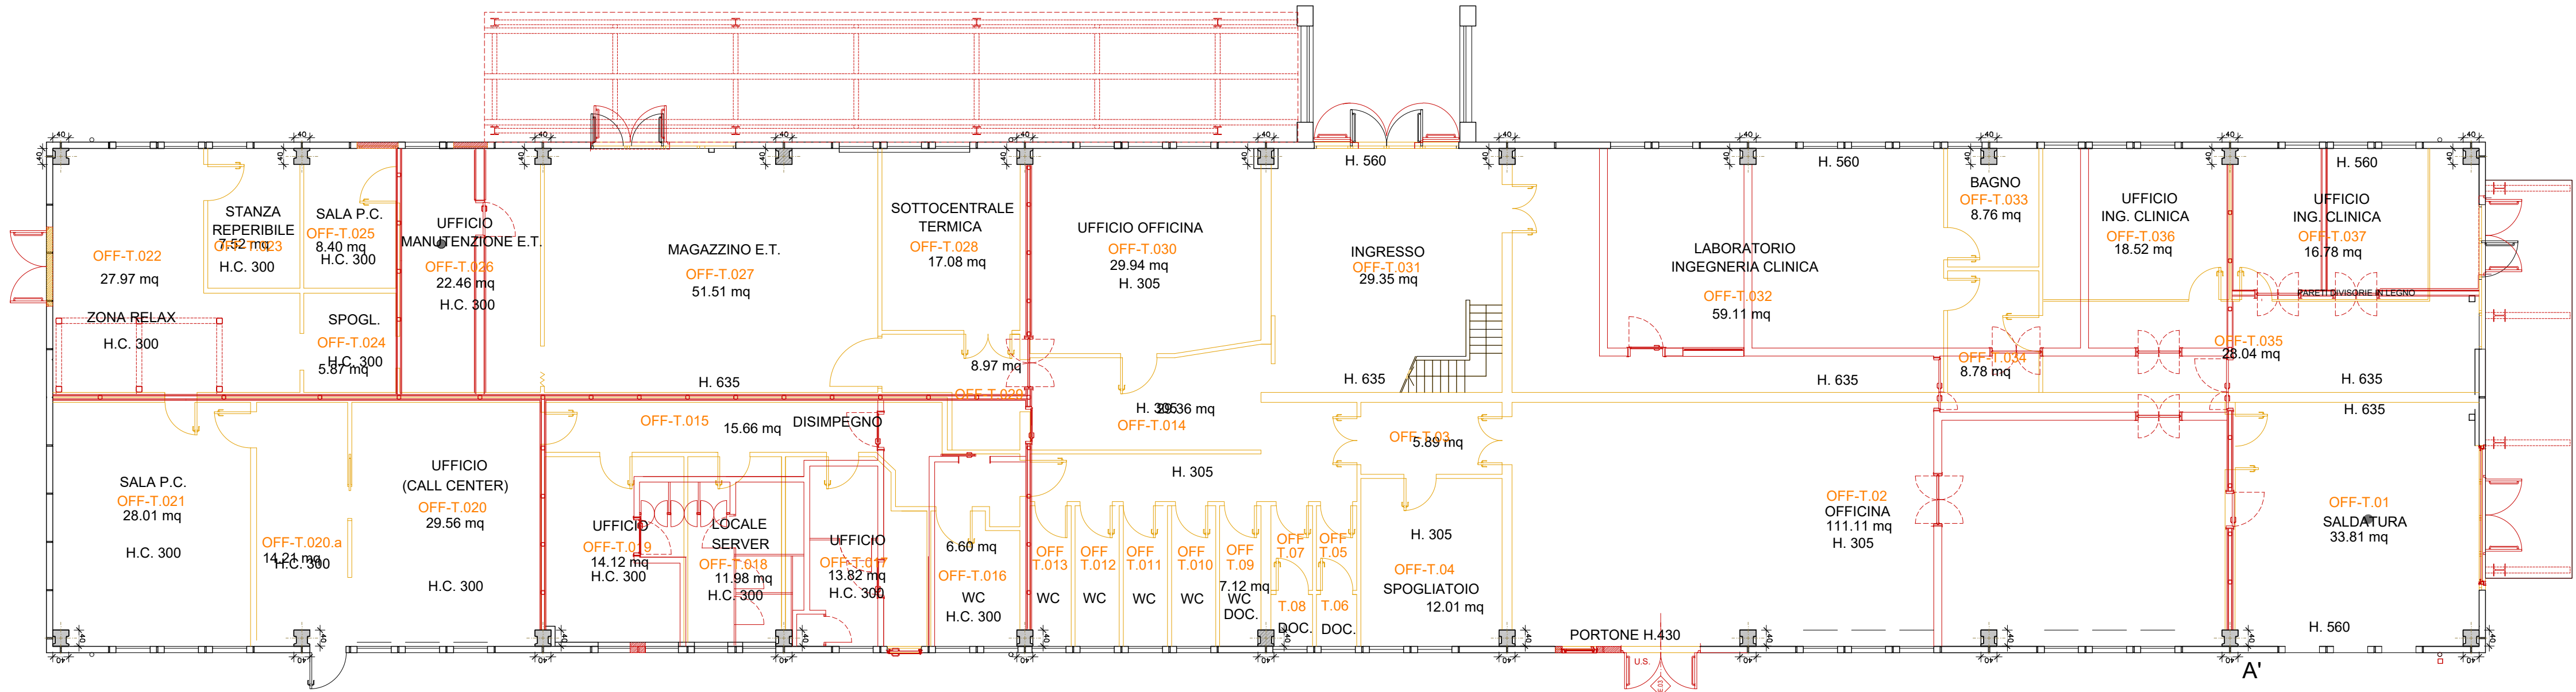 H. 560
H. 560
H. 560
OFF-T.022
27.97 mq
ZONA RELAX
H.C. 300
STANZA
REPERIBILE
OFF-T.023
7.52 mq
H.C. 300
SALA P.C.
OFF-T.025
8.40 mq
H.C. 300
SPOGL.
OFF-T.024
H.C. 300
5.87 mq
UFFICIO
MANUTENZIONE E.T.
OFF-T.026
22.46 mq
H.C. 300
MAGAZZINO E.T.
OFF-T.027
51.51 mq
H. 635
SOTTOCENTRALE
TERMICA
OFF-T.028
17.08 mq
8.97 mq
OFF-T.029
UFFICIO OFFICINA
OFF-T.030
29.94 mq
H. 305
INGRESSO
OFF-T.031
29.35 mq
H. 635
LABORATORIO
INGEGNERIA CLINICA
OFF-T.032
59.11 mq
H. 635
BAGNO
OFF-T.033
8.76 mq
OFF-T.034
8.78 mq
UFFICIO
ING. CLINICA
OFF-T.036
18.52 mq
UFFICIO
ING. CLINICA
OFF-T.037
16.78 mq
PARETI DIVISORIE IN LEGNO
OFF-T.035
28.04 mq
H. 635
H. 635
SALA P.C.
OFF-T.021
28.01 mq
H.C. 300
OFF-T.020.a
14.21 mq
H.C. 300
UFFICIO
(CALL CENTER)
OFF-T.020
29.56 mq
H.C. 300
OFF-T.015
15.66 mq
DISIMPEGNO
UFFICIO
OFF-T.019
14.12 mq
H.C. 300
LOCALE
SERVER
OFF-T.018
11.98 mq
H.C. 300
UFFICIO
OFF-T.017
13.82 mq
H.C. 300
6.60 mq
OFF-T.016
WC
H.C. 300
H. 305
29.36 mq
OFF-T.014
H. 305
OFF
T.013
WC
OFF
T.012
WC
OFF
T.011
WC
OFF
T.010
WC
OFF
T.09
7.12 mq
WC
DOC.
OFF
T.07
T.08
DOC.
OFF
T.05
T.06
DOC.
OFF-T.03
5.89 mq
H. 305
OFF-T.04
SPOGLIATOIO
12.01 mq
PORTONE H.430
U.S.
E.03
OFF-T.02
OFFICINA
111.11 mq
H. 305
OFF-T.01
SALDATURA
33.81 mq
H. 560
A'